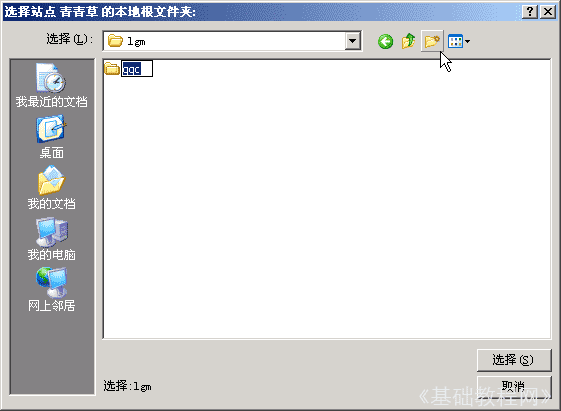 选择站点 青青草 的本地根文件夹:
选择(L):
lgm
qqc
我最近的文档
桌面
我的文档
我的电脑
网上邻居
选择(S)
选择:lgm
取消
《基础教程网》